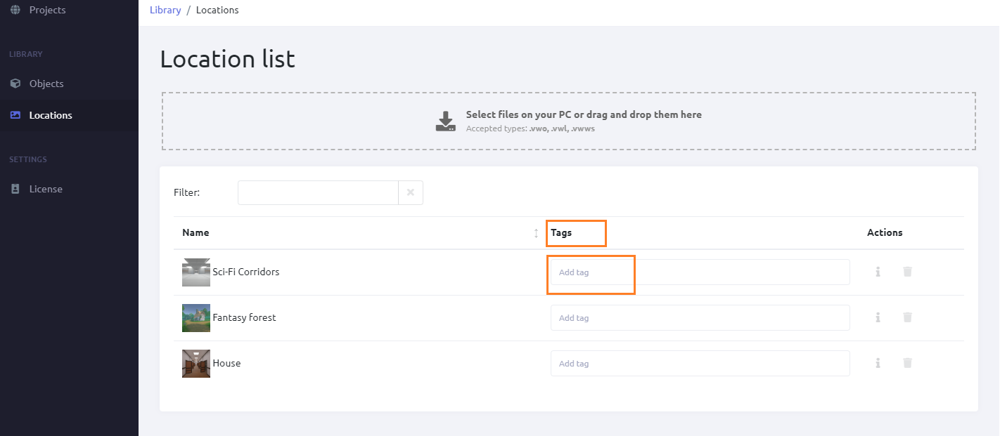 Projects
Library / Locations
LIBRARY
Location list
Objects
Locations
Select files on your PC or drag and drop them here
Accepted types: .vwo, .vwl, .vwws
SETTINGS
License
Filter:
Name Tags Actions
Sci-Fi Corridors Add tag
Fantasy forest Add tag
House Add tag